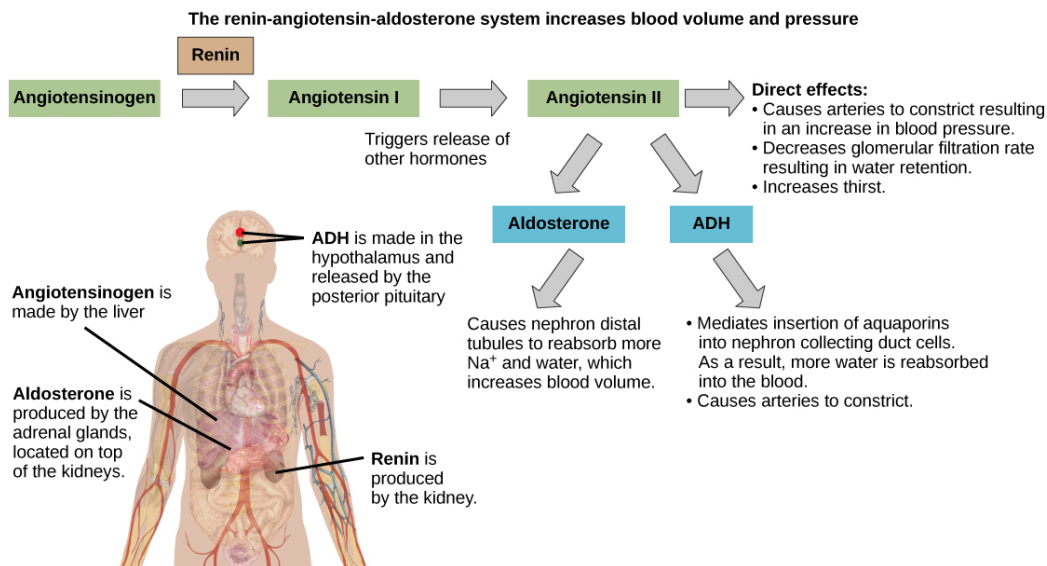 The renin-angiotensin-aldosterone system increases blood volume and pressure
Renin
Angiotensinogen
Angiotensin I
Angiotensin II
Direct effects:
• Causes arteries to constrict resulting
in an increase in blood pressure.
• Decreases glomerular filtration rate
resulting in water retention.
• Increases thirst.
Triggers release of
other hormones
Aldosterone
ADH
Causes nephron distal
tubules to reabsorb more
Na⁺ and water, which
increases blood volume.
• Mediates insertion of aquaporins
into nephron collecting duct cells.
As a result, more water is reabsorbed
into the blood.
• Causes arteries to constrict.
ADH is made in the
hypothalamus and
released by the
posterior pituitary
Angiotensinogen is
made by the liver
Aldosterone is
produced by the
adrenal glands,
located on top
of the kidneys.
Renin is
produced
by the kidney.